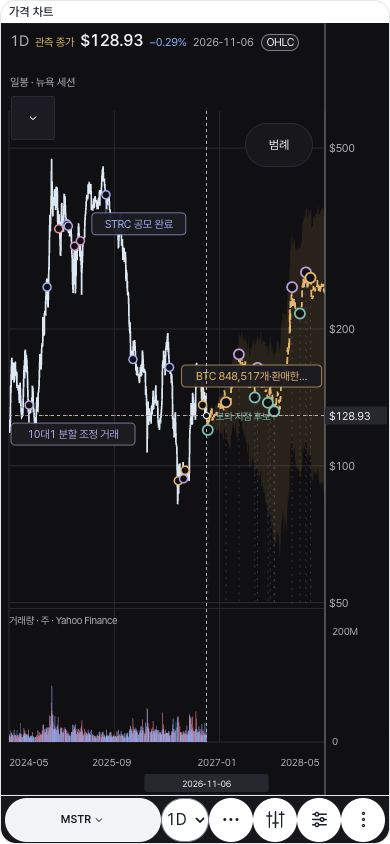 가격 차트
1D 관측 종가 $128.93 −0.29% 2026-11-06 OHLC
일봉 · 뉴욕 세션
범례
$500
STRC 공모 완료
$200
BTC 848,517개·환매한...
$128.93
10대1 분할 조정 거래
$100
$50
거래량 · 주 · Yahoo Finance
200M
0
2024-05 2025-09 2027-01 2028-05
2026-11-06
MSTR 1D